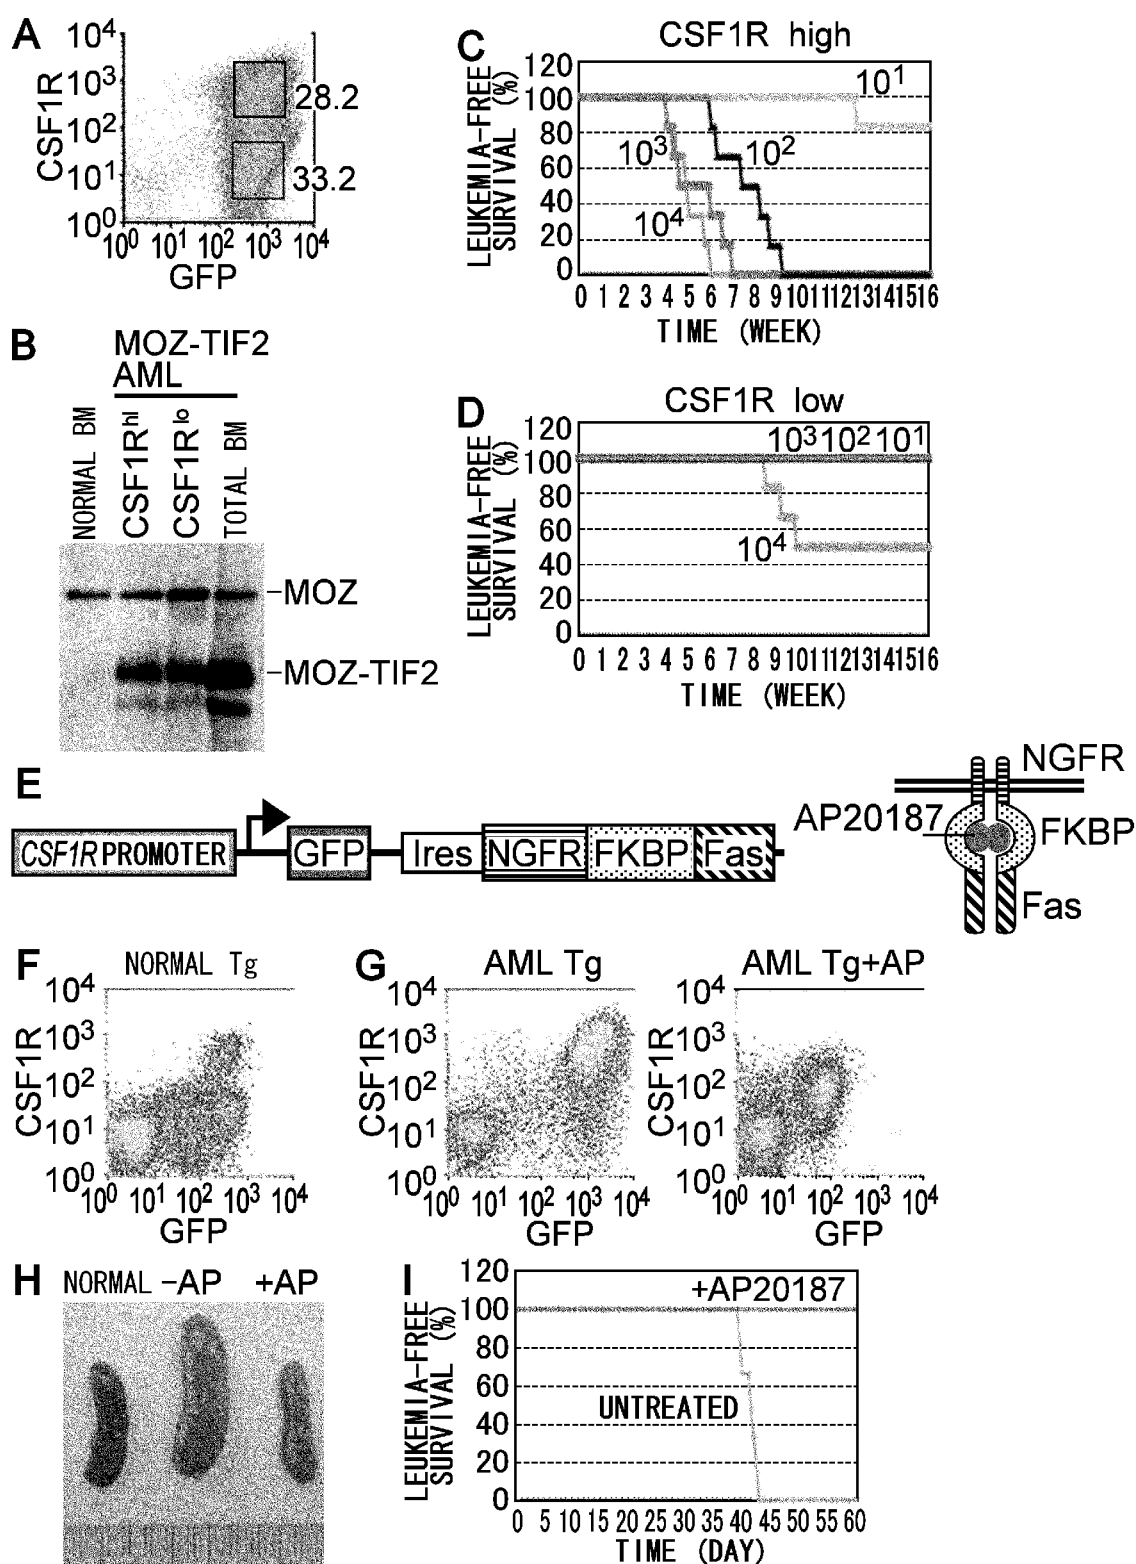 A
CSF1R
10⁴
10³
10²
10¹
10⁰
28.2
33.2
10⁰ 10¹ 10² 10³ 10⁴
GFP
B
MOZ-TIF2
AML
NORMAL BM
CSF1Rhl
CSF1Rlo
TOTAL BM
MOZ
MOZ-TIF2
C
CSF1R high
LEUKEMIA-FREE
SURVIVAL (%)
120
100
80
60
40
20
0
10¹
10³
10²
10⁴
0 1 2 3 4 5 6 7 8 9 10 11 12 13 14 15 16
TIME (WEEK)
D
CSF1R low
LEUKEMIA-FREE
SURVIVAL (%)
120
100
80
60
40
20
0
10³ 10² 10¹
10⁴
0 1 2 3 4 5 6 7 8 9 10 11 12 13 14 15 16
TIME (WEEK)
E
CSF1R PROMOTER
GFP
Ires
NGFR
FKBP
Fas
NGFR
AP20187
FKBP
Fas
F
NORMAL Tg
CSF1R
10⁴
10³
10²
10¹
10⁰
10⁰ 10¹ 10² 10³ 10⁴
GFP
G
AML Tg
CSF1R
10⁴
10³
10²
10¹
10⁰
10⁰ 10¹ 10² 10³ 10⁴
GFP
AML Tg+AP
CSF1R
10⁴
10³
10²
10¹
10⁰
10⁰ 10¹ 10² 10³ 10⁴
GFP
H
NORMAL -AP +AP
I
LEUKEMIA-FREE
SURVIVAL (%)
120
100
80
60
40
20
0
+AP20187
UNTREATED
0 5 10 15 20 25 30 35 40 45 50 55 60
TIME (DAY)